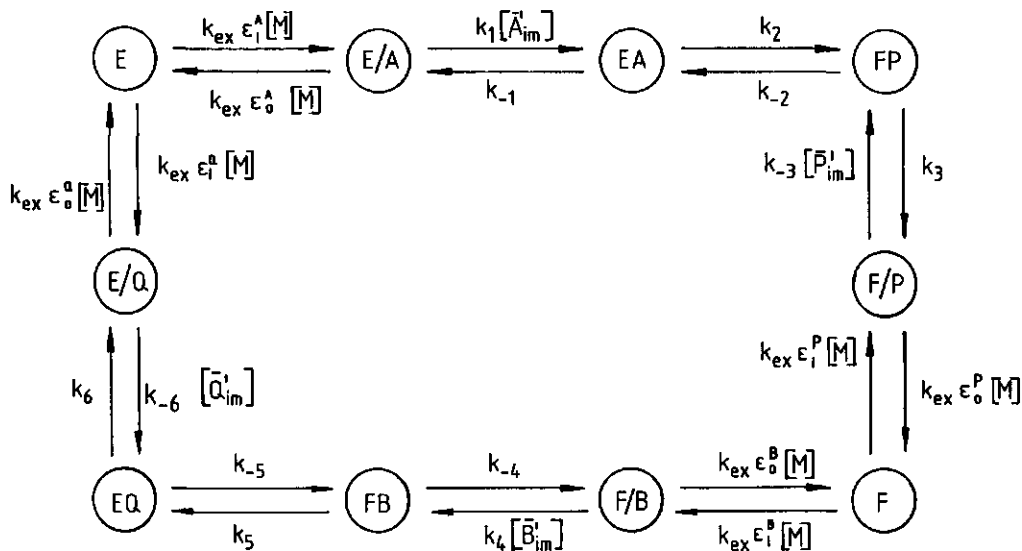 k_ex ε_i^A [M]
k_1 [Ā'_im]
k_2
E
E/A
EA
FP
k_ex ε_o^A [M]
k_-1
k_-2
k_ex ε_o^Q [M]
k_ex ε_i^Q [M]
k_-3 [P̄'_im]
k_3
E/Q
F/P
k_6
k_-6 [Q̄'_im]
k_ex ε_i^P [M]
k_ex ε_o^P [M]
k_-5
k_-4
k_ex ε_o^B [M]
EQ
FB
F/B
F
k_5
k_4 [B̄'_im]
k_ex ε_i^B [M]